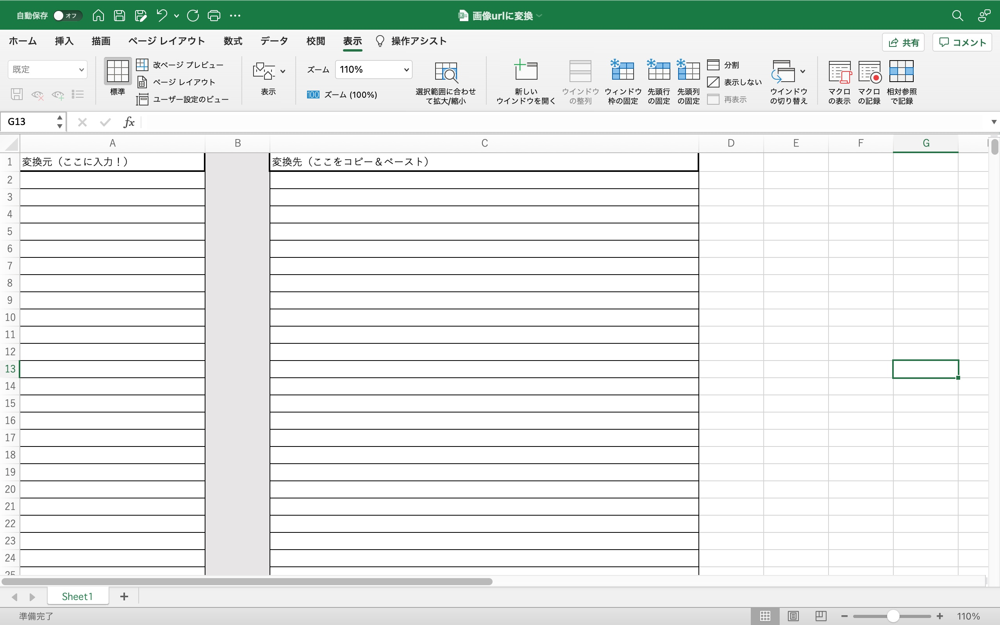 自動保存 オフ 画像urlに変換
ホーム 挿入 描画 ページ レイアウト 数式 データ 校閲 表示 操作アシスト 共有 コメント
既定
標準
改ページ プレビュー
ページ レイアウト
ユーザー設定のビュー
表示
ズーム 110%
100 ズーム (100%)
選択範囲に合わせ
て拡大/縮小
新しい
ウインドウを開く
ウインドウ
の整列
ウィンドウ
枠の固定
先頭行
の固定
先頭列
の固定
分割
表示しない
再表示
ウインドウ
の切り替え
マクロ
の表示
マクロ
の記録
相対参照
で記録
G13 fx
A B C D E F G
1 変換元（ここに入力！） 変換先（ここをコピー＆ペースト）
2
3
4
5
6
7
8
9
10
11
12
13
14
15
16
17
18
19
20
21
22
23
24
25
Sheet1 +
準備完了 110%